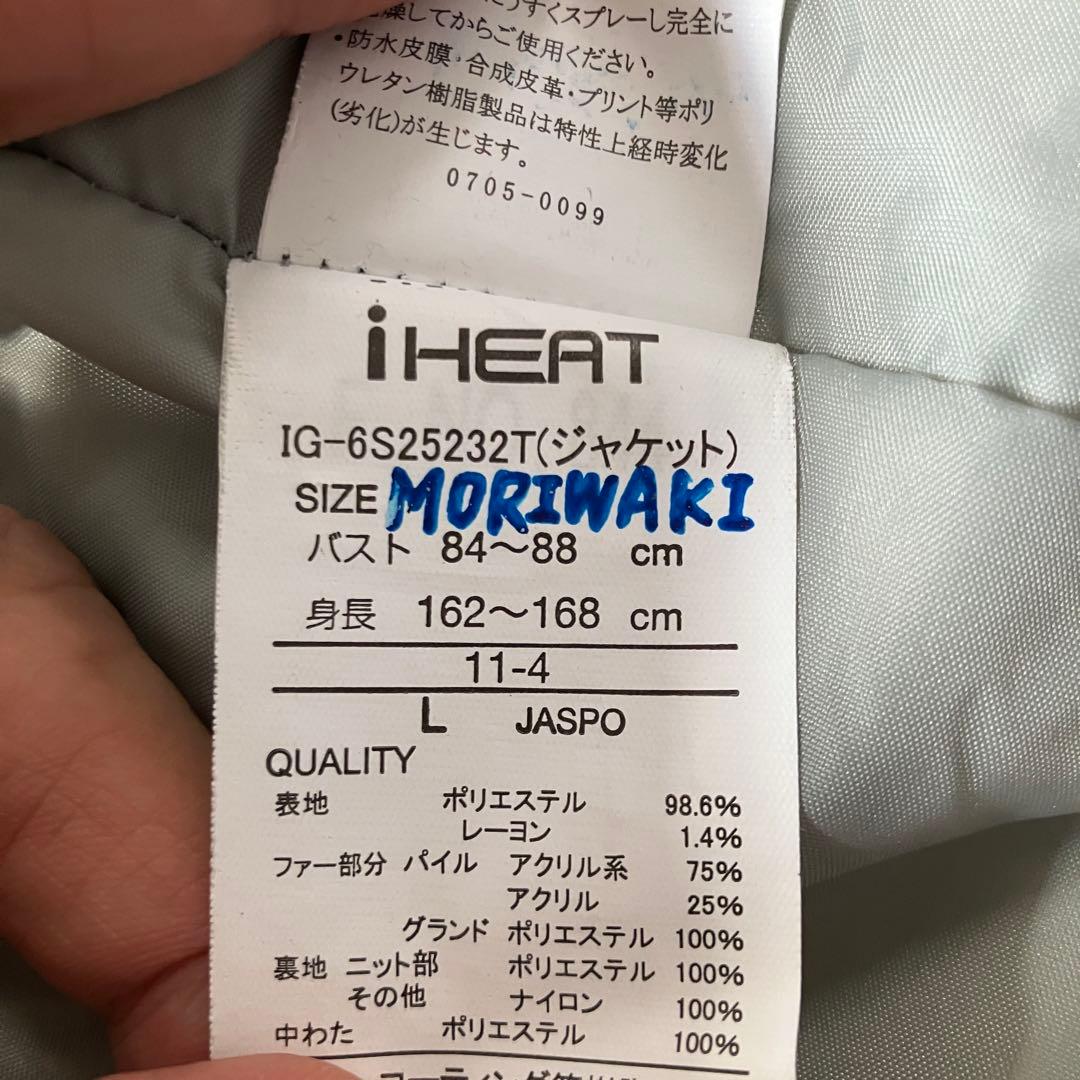 うすくスプレーし完全に
燥してからご使用ください。
・防水皮膜・合成皮革・プリント等ポリ
ウレタン樹脂製品は特性上経時変化
(劣化)が生じます。
0705-0099
iHEAT
IG-6S25232T(ジャケット)
SIZE MORIWAKI
バスト 84～88 cm
身長 162～168 cm
11-4
L JASPO
QUALITY
表地 ポリエステル 98.6%
レーヨン 1.4%
ファー部分 パイル アクリル系 75%
アクリル 25%
グランド ポリエステル 100%
裏地 ニット部 ポリエステル 100%
その他 ナイロン 100%
中わた ポリエステル 100%